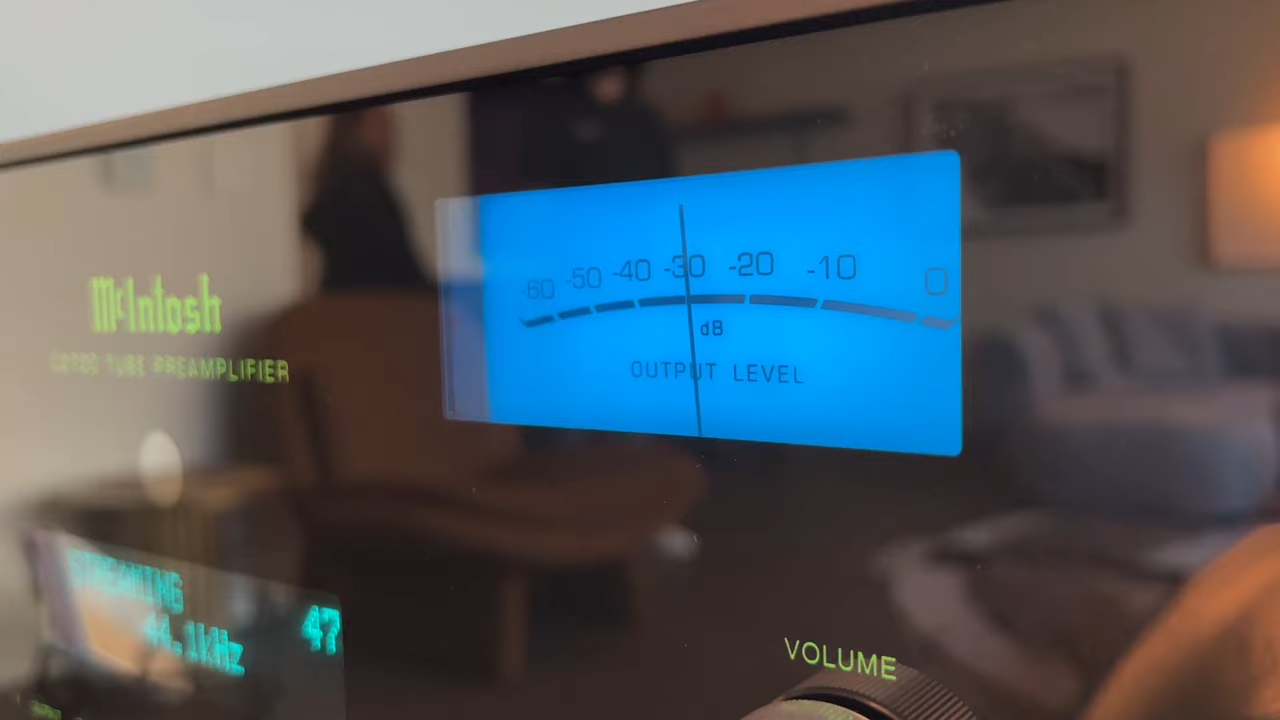 McIntosh
TUBE PREAMPLIFIER
-60 -50 -40 -30 -20 -10 0
dB
OUTPUT LEVEL
STREAMING
44.1kHz 47
VOLUME